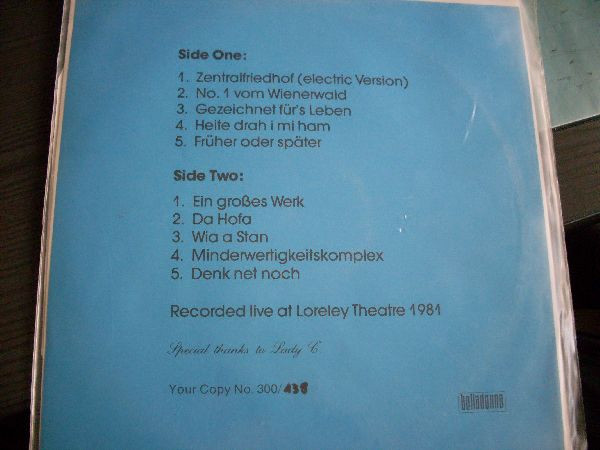 Side One:
1. Zentralfriedhof (electric Version)
2. No. 1 vom Wienerwald
3. Gezeichnet für's Leben
4. Heite drah i mi ham
5. Früher oder später
Side Two:
1. Ein großes Werk
2. Da Hofa
3. Wia a Stan
4. Minderwertigkeitskomplex
5. Denk net noch
Recorded live at Loreley Theatre 1981
Special thanks to Lady C
Your Copy No. 300/438
belladonna